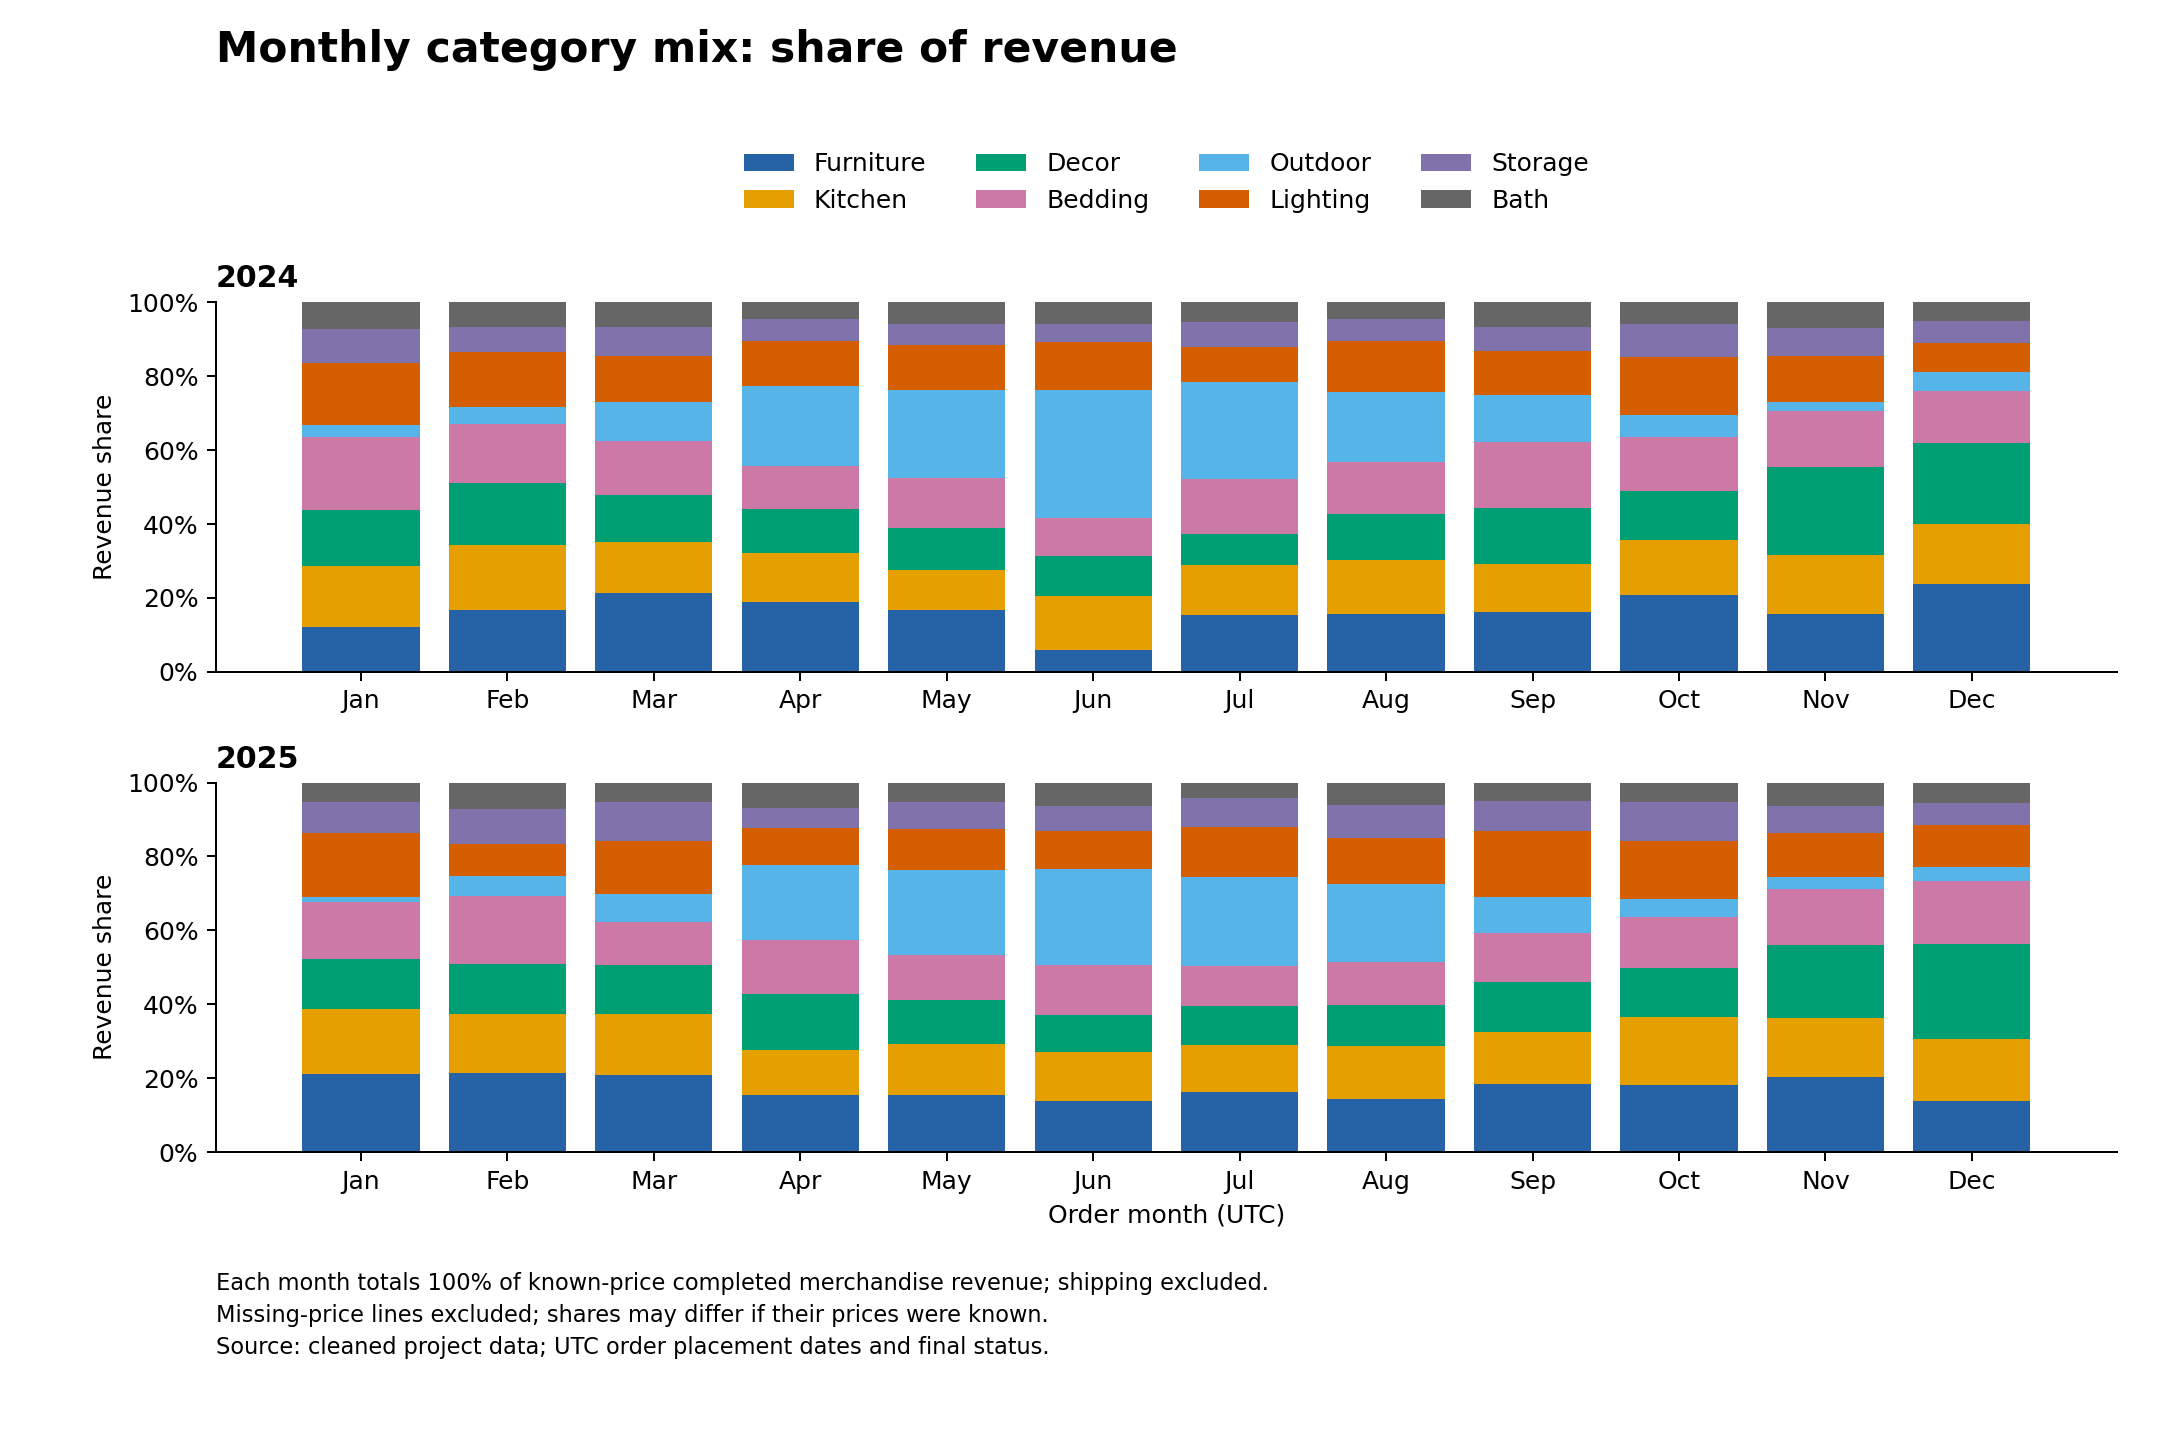 Monthly category mix: share of revenue
Furniture Decor Outdoor Storage
Kitchen Bedding Lighting Bath
2024
100%
80%
60%
40%
20%
0%
Revenue share
Jan Feb Mar Apr May Jun Jul Aug Sep Oct Nov Dec
2025
100%
80%
60%
40%
20%
0%
Revenue share
Jan Feb Mar Apr May Jun Jul Aug Sep Oct Nov Dec
Order month (UTC)
Each month totals 100% of known-price completed merchandise revenue; shipping excluded.
Missing-price lines excluded; shares may differ if their prices were known.
Source: cleaned project data; UTC order placement dates and final status.